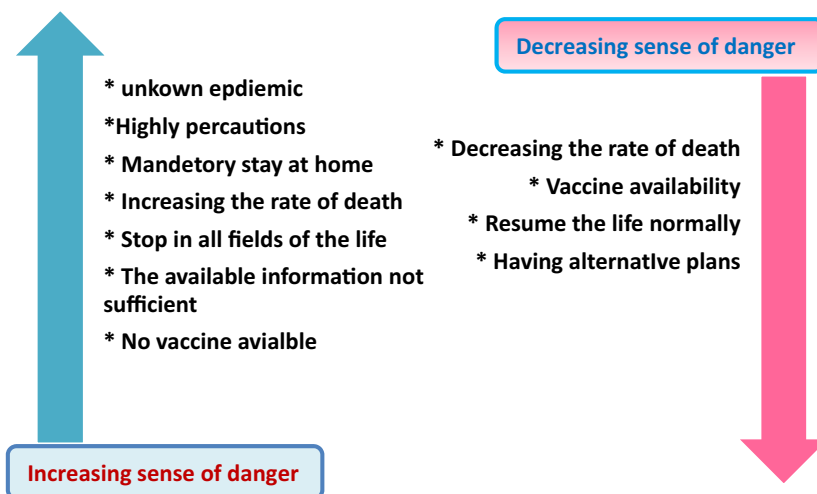 Decreasing sense of danger
* unkown epdiemic
*Highly percautions
* Mandetory stay at home
* Increasing the rate of death
* Stop in all fields of the life
* The available information not
sufficient
* No vaccine avialble
* Decreasing the rate of death
* Vaccine availability
* Resume the life normally
* Having alternatIve plans
Increasing sense of danger